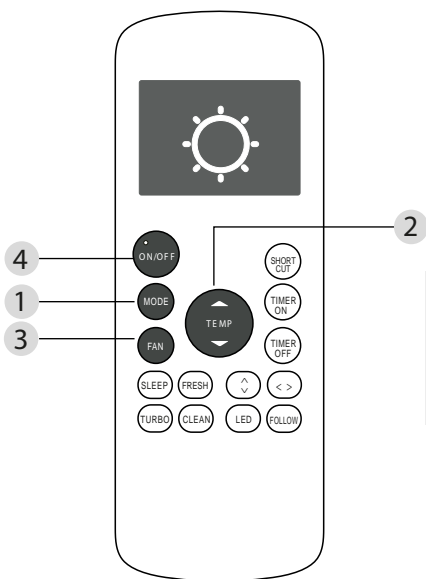 2
4
ON/OFF
SHORT
CUT
1
MODE
TEMP
TIMER
ON
3
FAN
TIMER
OFF
SLEEP
FRESH
< >
TURBO
CLEAN
LED
FOLLOW